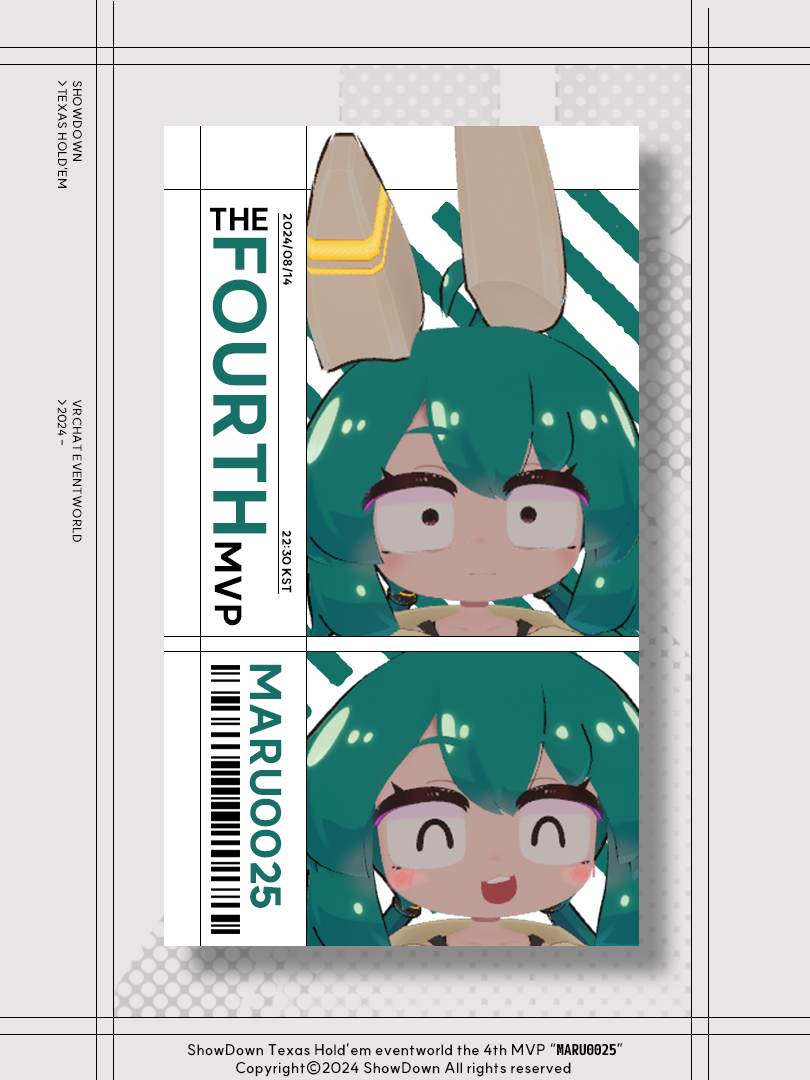 SHOWDOWN
>TEXAS HOLD'EM
VRCHAT EVENTWORLD
>2024 –
THE
FOURTH
MVP
2024/08/14
22:30 KST
MARU0025
ShowDown Texas Hold'em eventworld the 4th MVP “MARU0025”
Copyright©2024 ShowDown All rights reserved